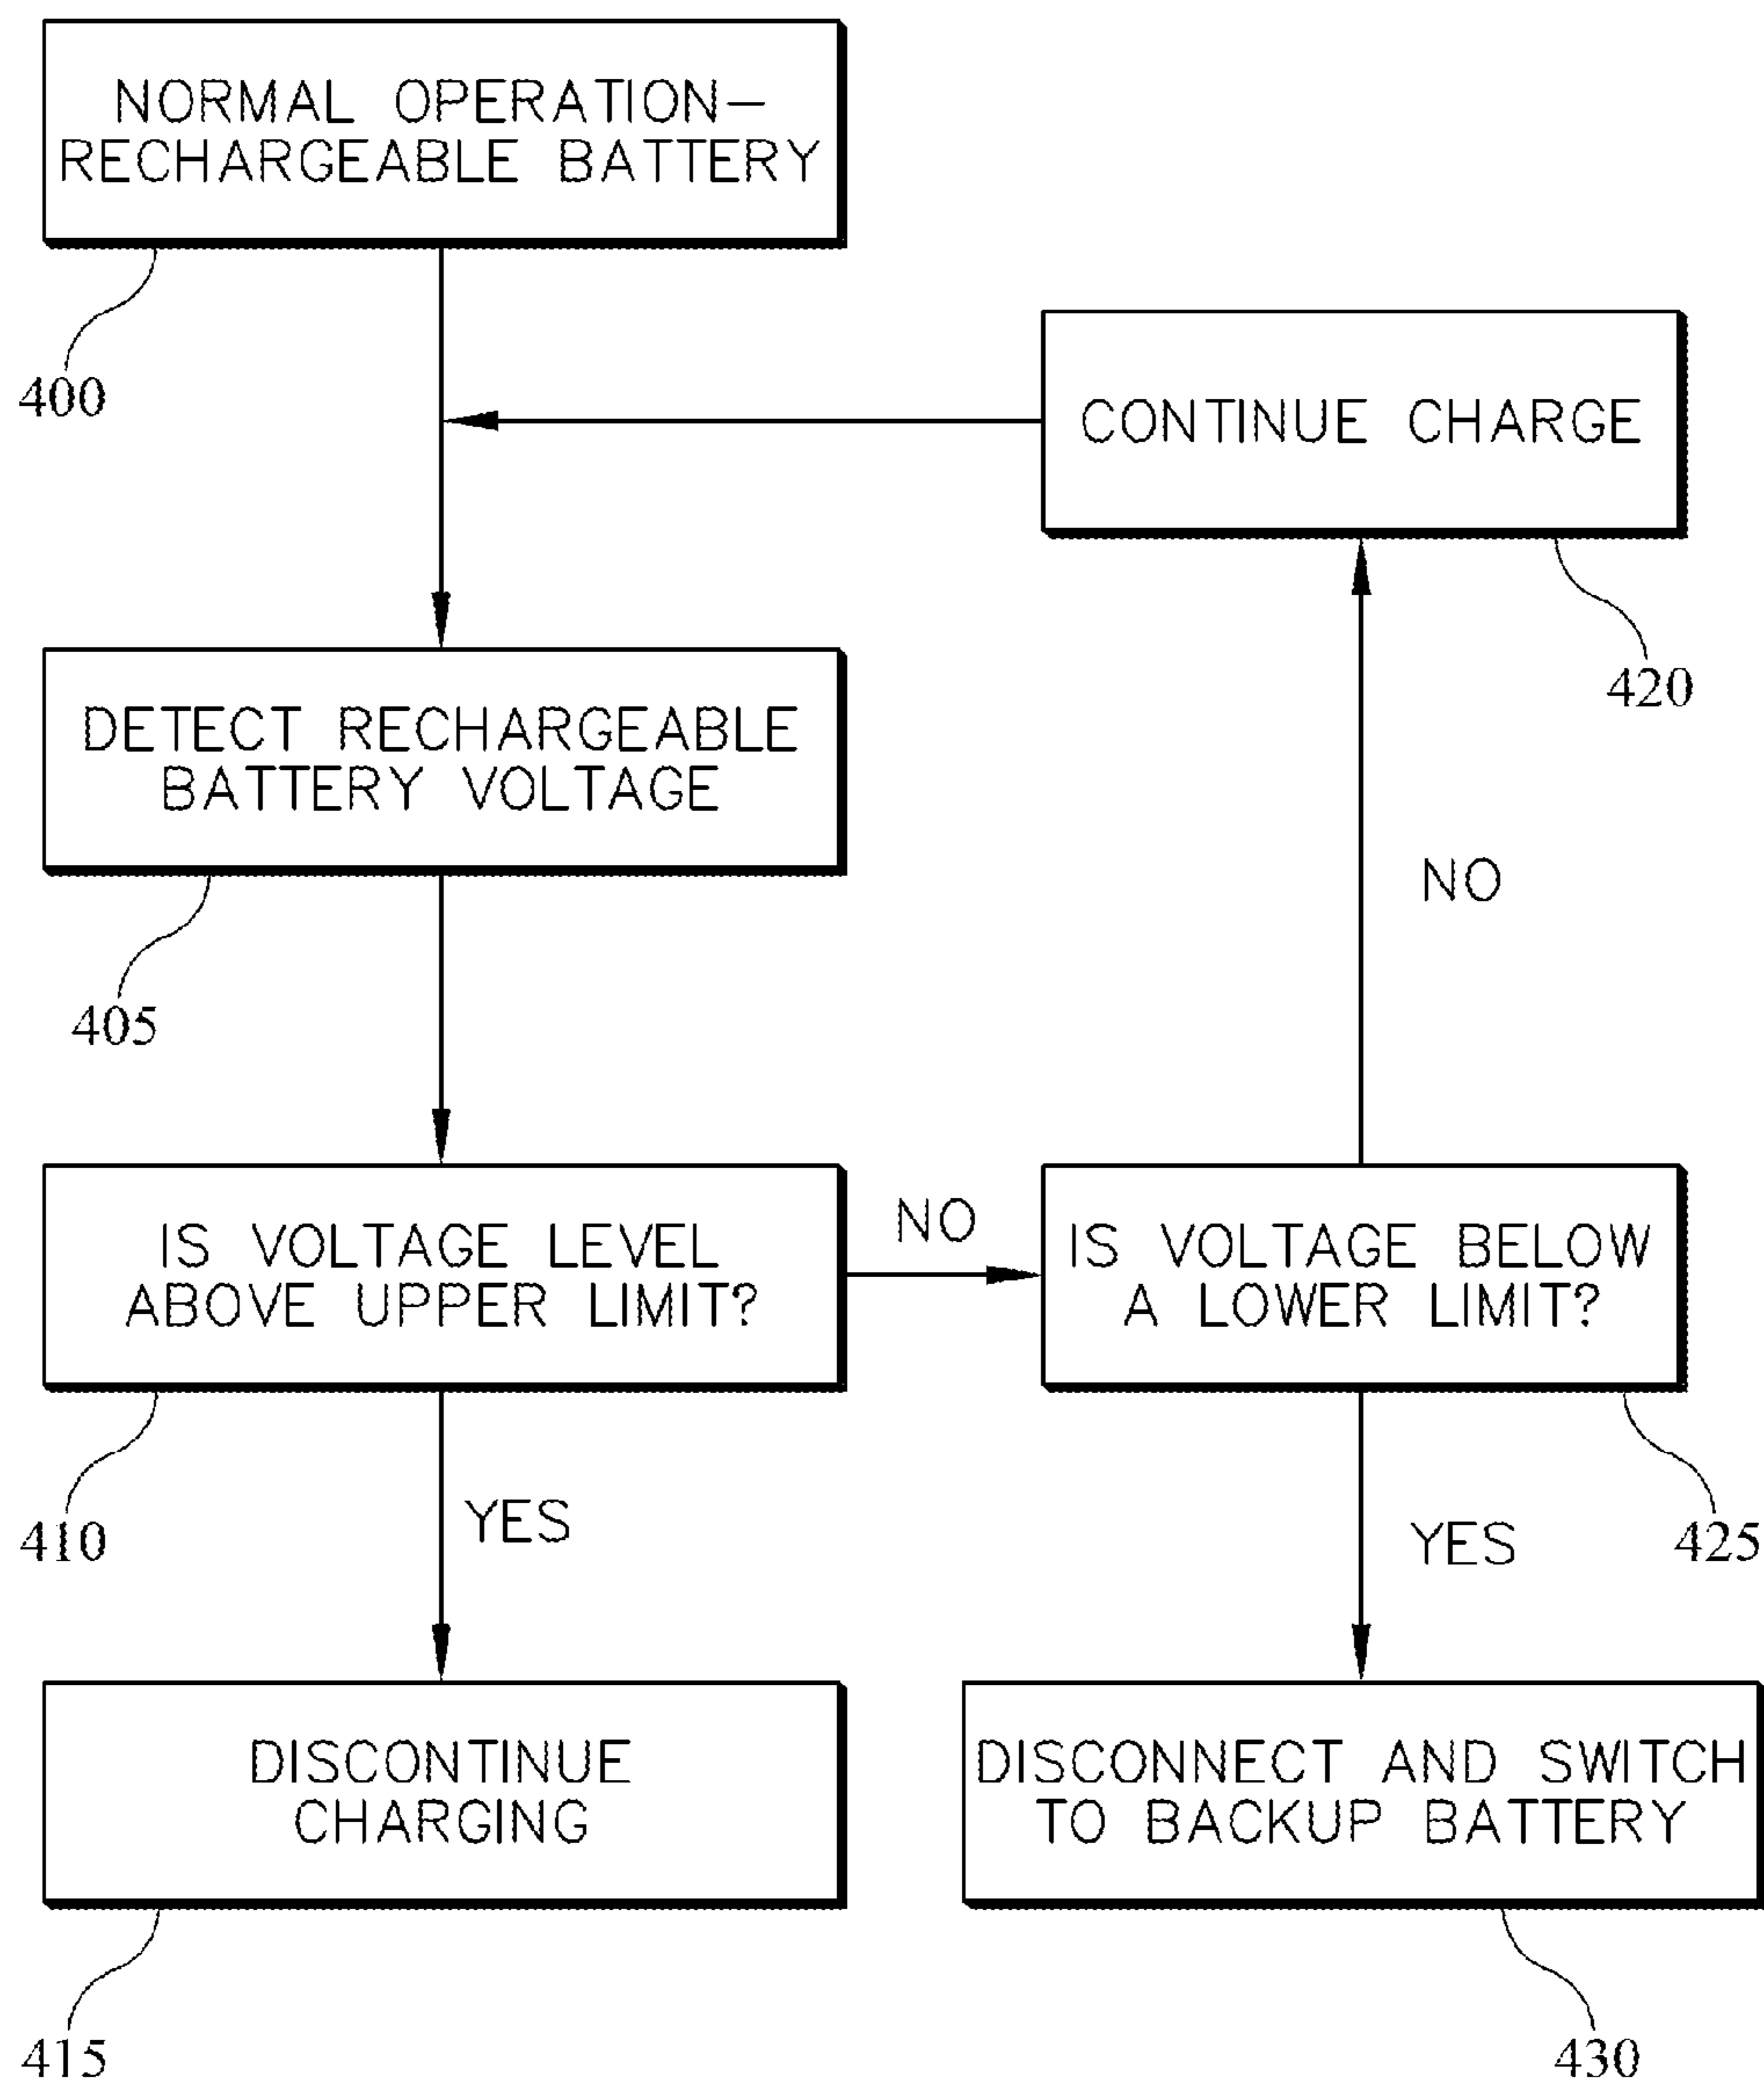 NORMAL OPERATION–
RECHARGEABLE BATTERY
400
CONTINUE CHARGE
420
DETECT RECHARGEABLE
BATTERY VOLTAGE
405
NO
IS VOLTAGE LEVEL
ABOVE UPPER LIMIT?
410
NO
IS VOLTAGE BELOW
A LOWER LIMIT?
425
YES
YES
DISCONTINUE
CHARGING
415
DISCONNECT AND SWITCH
TO BACKUP BATTERY
430